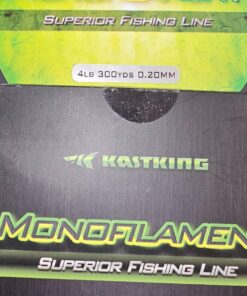 SUPERIOR FISHING LINE
4LB 300YDS 0.20MM
KASTKING
MONOFILAMEN
SUPERIOR FISHING LINE